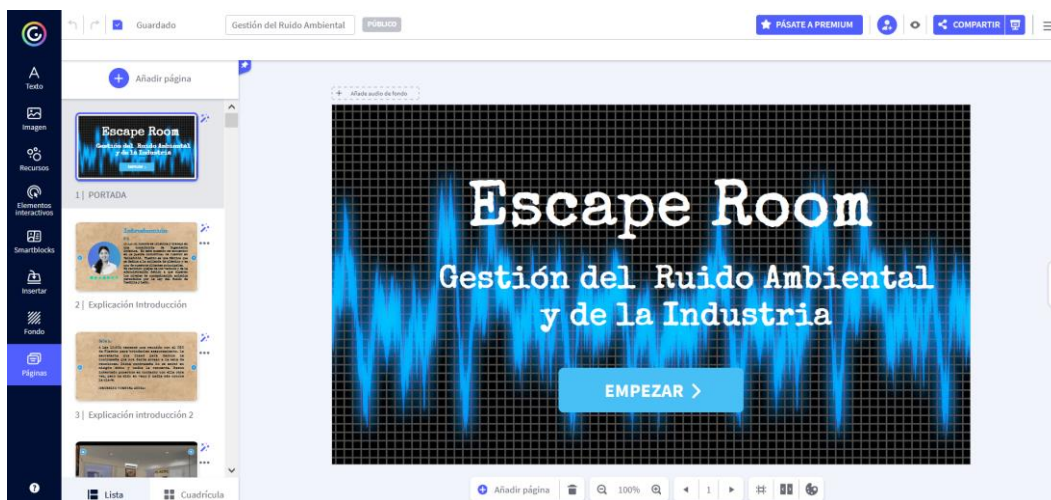 Guardado
Gestión del Ruido Ambiental
PÚBLICO
PÁSATE A PREMIUM
COMPARTIR
Texto
Imagen
Recursos
Elementos
interactivos
Smartblocks
Insertar
Fondo
Páginas
Añadir página
Escape Room
Gestión del Ruido Ambiental
y de la Industria
EMPEZAR
1 | PORTADA
Introducción
2 | Explicación Introducción
3 | Explicación introducción 2
Lista
Cuadrícula
+ Añade audio de fondo
Escape Room
Gestión del Ruido Ambiental
y de la Industria
EMPEZAR >
Añadir página
100%
1